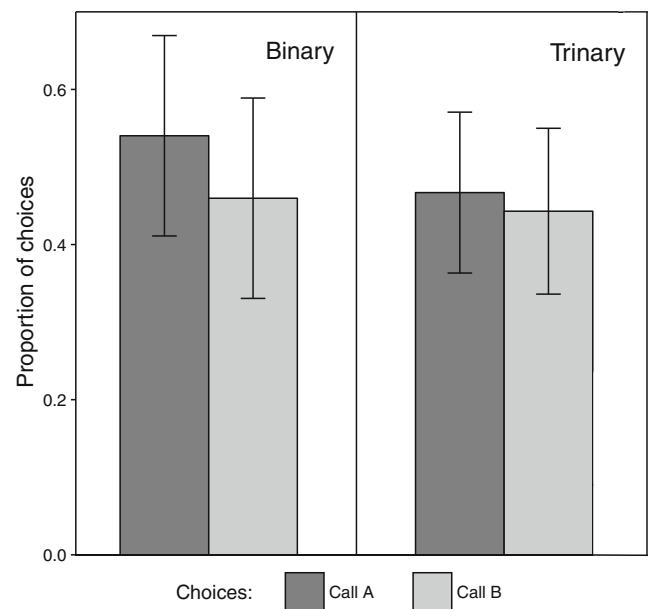 Binary
Trinary
Proportion of choices
0.6
0.4
0.2
0.0
Choices: Call A Call B